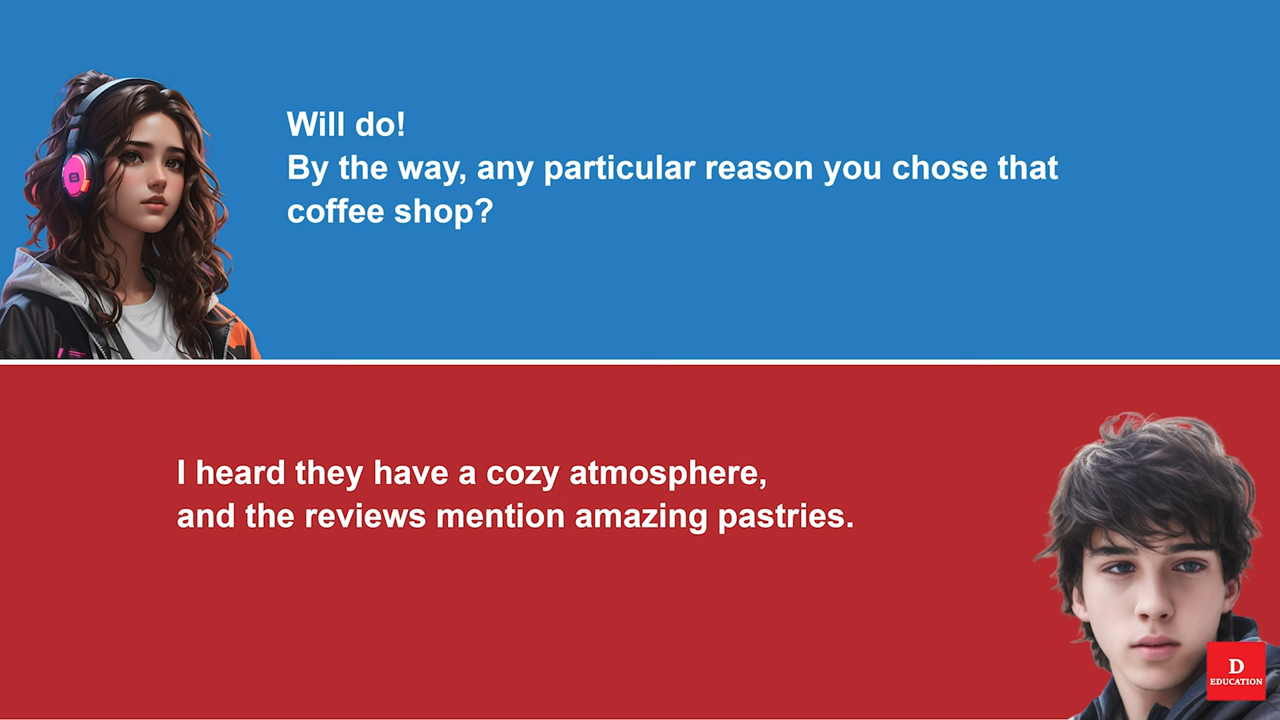 Will do!
By the way, any particular reason you chose that
coffee shop?
I heard they have a cozy atmosphere,
and the reviews mention amazing pastries.
D
EDUCATION